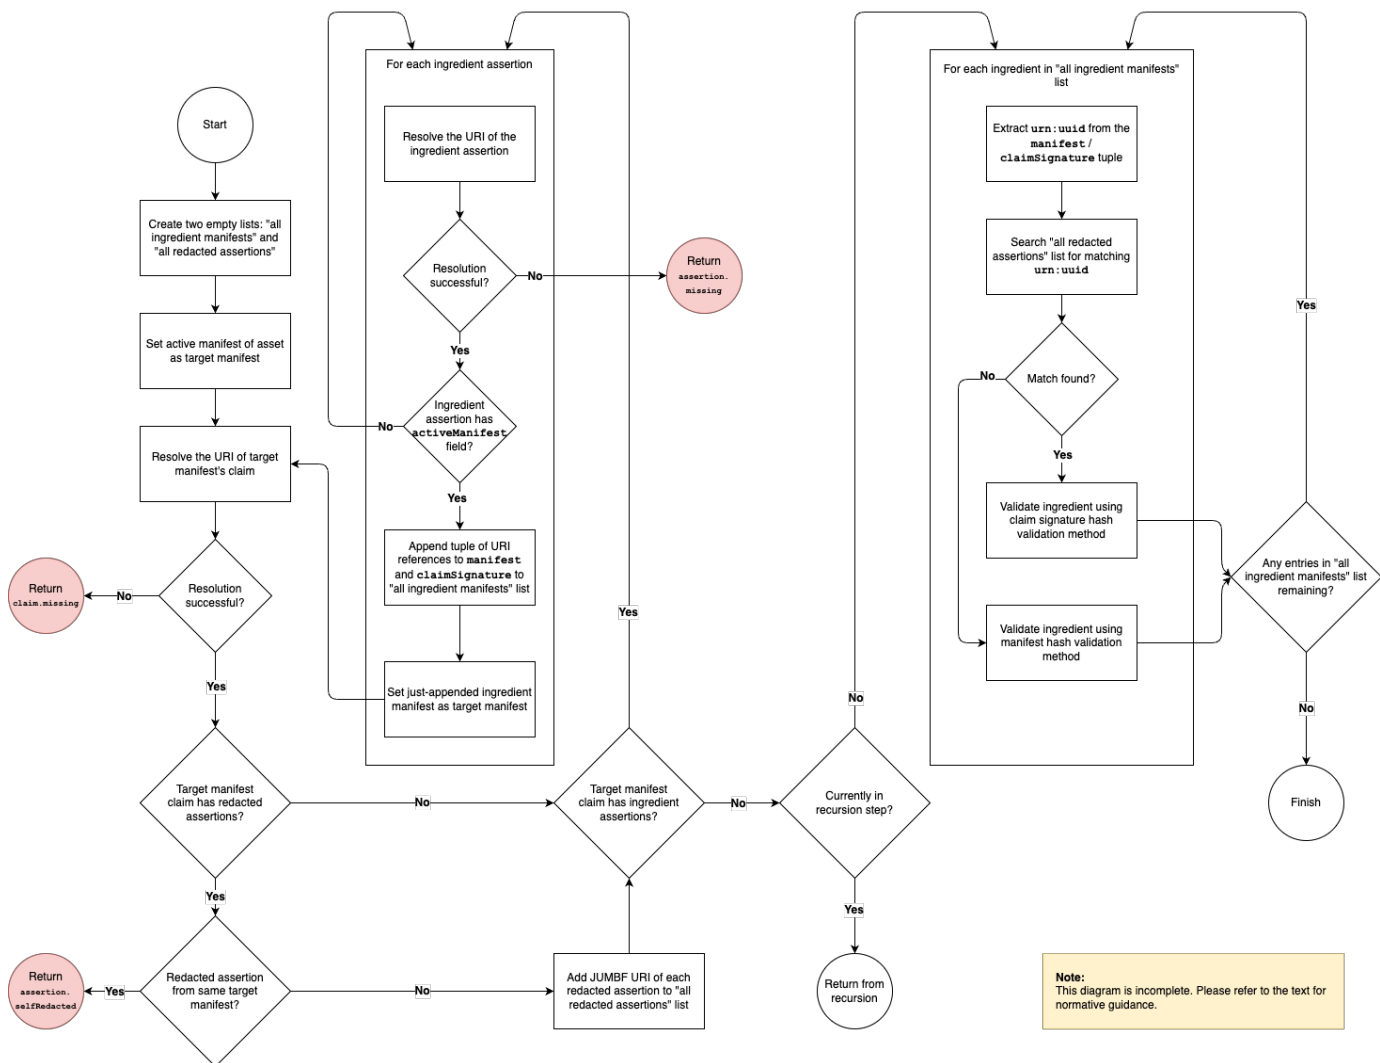 Start
Create two empty lists: "all
ingredient manifests" and
"all redacted assertions"
Set active manifest of asset
as target manifest
Resolve the URI of target
manifest's claim
Resolution
successful?
No
Return
claim.missing
Yes
Target manifest
claim has redacted
assertions?
No
Yes
Redacted assertion
from same target
manifest?
Yes
Return
assertion.
selfRedacted
No
Add JUMBF URI of each
redacted assertion to "all
redacted assertions" list
For each ingredient assertion
Resolve the URI of the
ingredient assertion
Resolution
successful?
No
Return
assertion.
missing
Yes
Ingredient
assertion has
activeManifest
field?
No
Yes
Append tuple of URI
references to manifest
and claimSignature to
"all ingredient manifests" list
Set just-appended ingredient
manifest as target manifest
Target manifest
claim has ingredient
assertions?
Yes
No
Currently in
recursion step?
No
Yes
Return from
recursion
For each ingredient in "all ingredient manifests"
list
Extract urn:uuid from the
manifest /
claimSignature tuple
Search "all redacted
assertions" list for matching
urn:uuid
Match found?
No
Yes
Validate ingredient using
claim signature hash
validation method
Validate ingredient using
manifest hash validation
method
Any entries in "all
ingredient manifests" list
remaining?
Yes
No
Finish
Note:
This diagram is incomplete. Please refer to the text for
normative guidance.